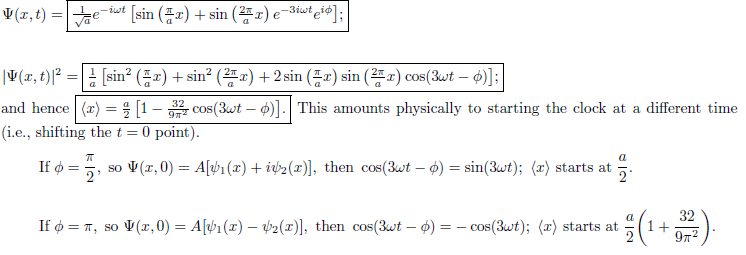 Ψ(x, t) = 1/√a e^{−iωt} [sin (π/a x) + sin (2π/a x) e^{−3iωt} e^{iϕ}];
|Ψ(x, t)|² = 1/a [sin² (π/a x) + sin² (2π/a x) + 2 sin (π/a x) sin (2π/a x) cos(3ωt − ϕ)];
and hence ⟨x⟩ = a/2 [1 − 32/9π² cos(3ωt − ϕ)]. This amounts physically to starting the clock at a different time
(i.e., shifting the t = 0 point).
If ϕ = π/2, so Ψ(x, 0) = A[ψ₁(x) + iψ₂(x)], then cos(3ωt − ϕ) = sin(3ωt); ⟨x⟩ starts at a/2.
If ϕ = π, so Ψ(x, 0) = A[ψ₁(x) − ψ₂(x)], then cos(3ωt − ϕ) = − cos(3ωt); ⟨x⟩ starts at a/2 (1 + 32/9π²).